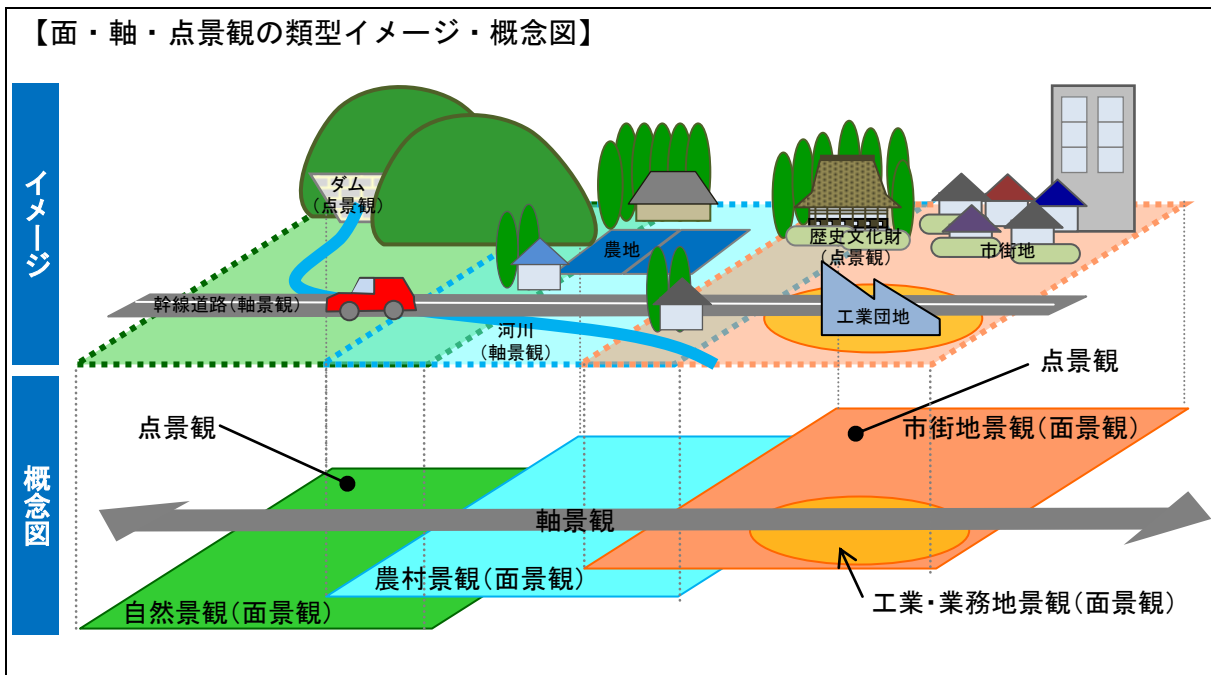 【面・軸・点景観の類型イメージ・概念図】
イメージ
ダム
(点景観)
農地
歴史文化財
(点景観)
市街地
幹線道路(軸景観)
工業団地
河川
(軸景観)
概念図
点景観
点景観
市街地景観(面景観)
軸景観
農村景観(面景観)
自然景観(面景観)
工業・業務地景観(面景観)